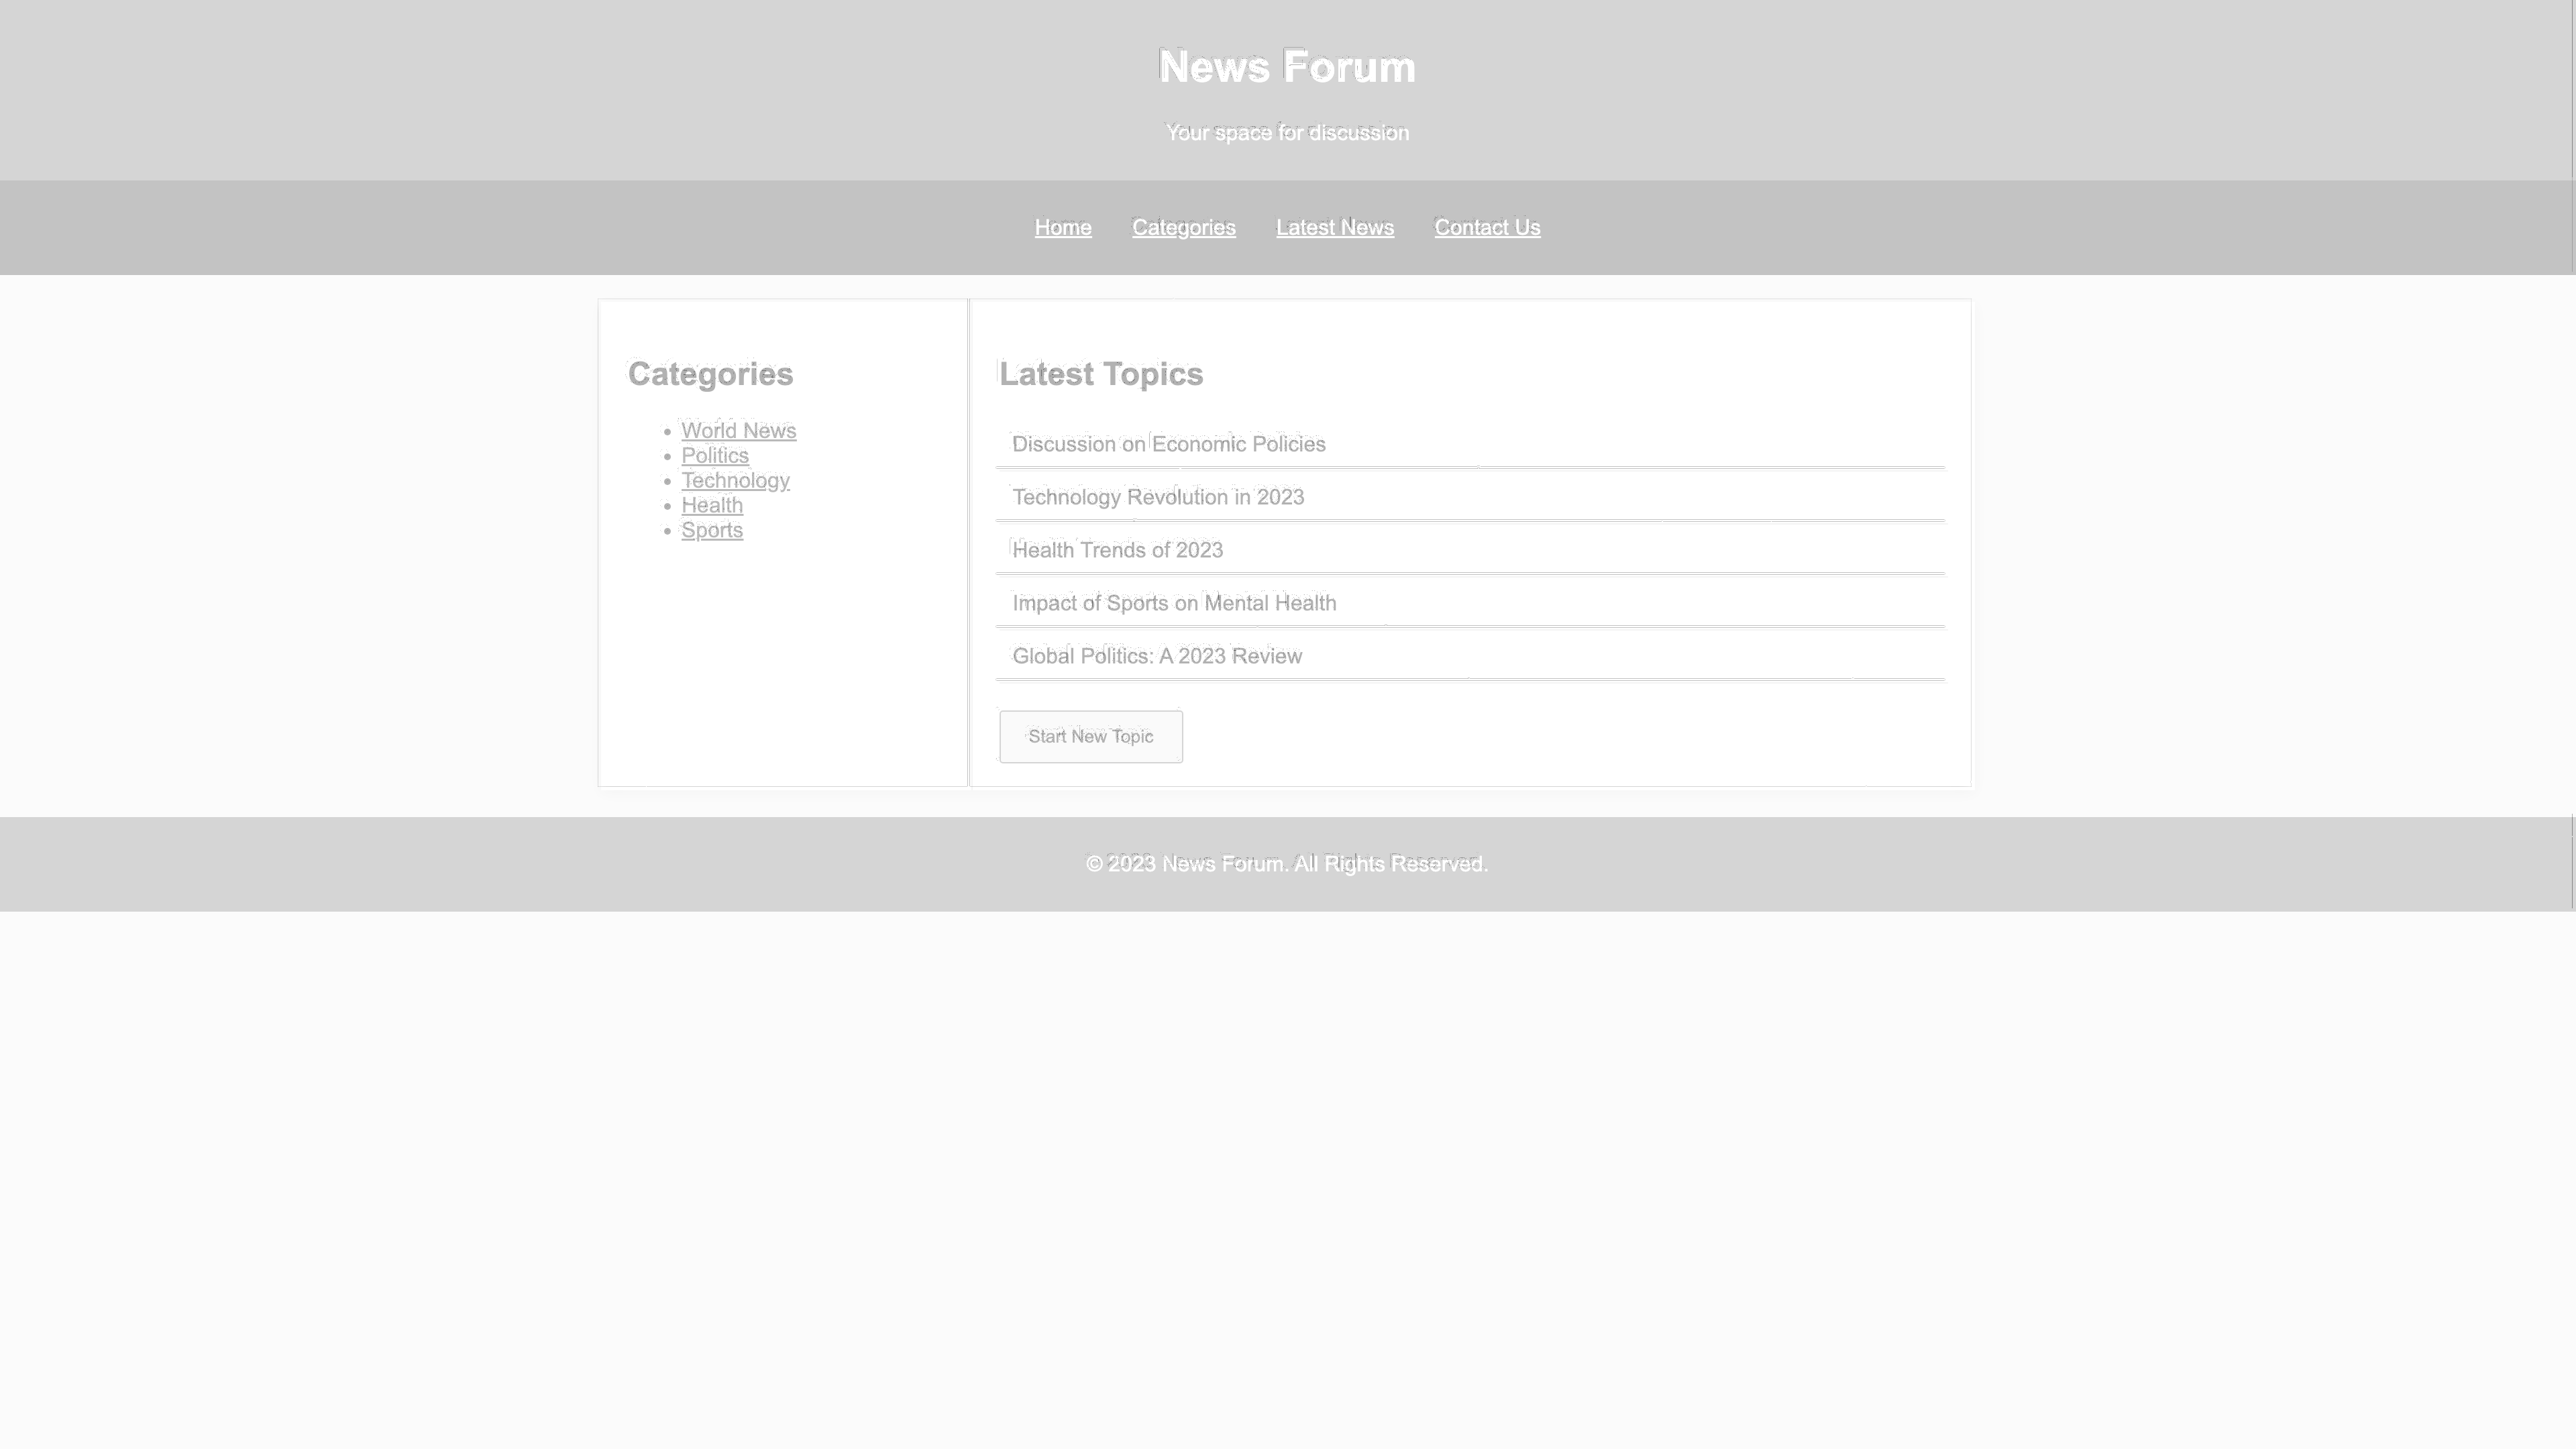 News Forum
Your space for discussion
Home Categories Latest News Contact Us
Categories
World News
Politics
Technology
Health
Sports
Latest Topics
Discussion on Economic Policies
Technology Revolution in 2023
Health Trends of 2023
Impact of Sports on Mental Health
Global Politics: A 2023 Review
Start New Topic
© 2023 News Forum. All Rights Reserved.